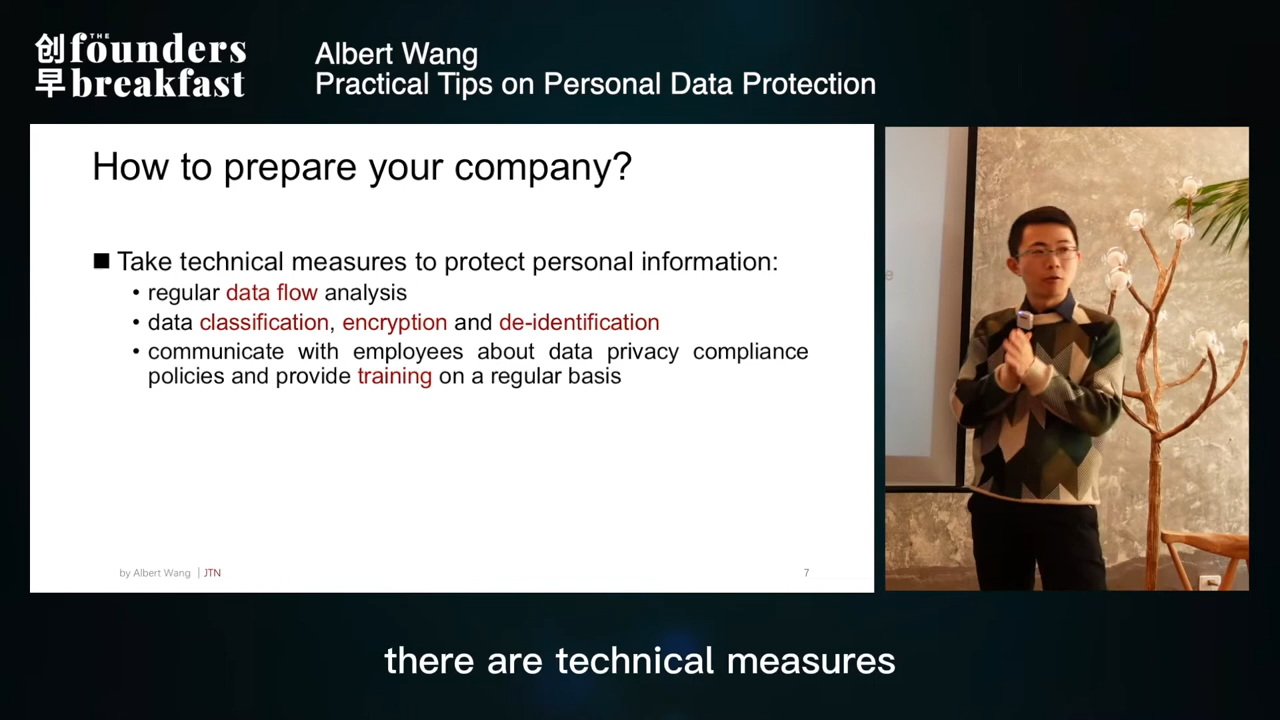 创 THE founders
早 breakfast
Albert Wang
Practical Tips on Personal Data Protection
How to prepare your company?
■ Take technical measures to protect personal information:
• regular data flow analysis
• data classification, encryption and de-identification
• communicate with employees about data privacy compliance
policies and provide training on a regular basis
by Albert Wang | JTN
7
e
there are technical measures